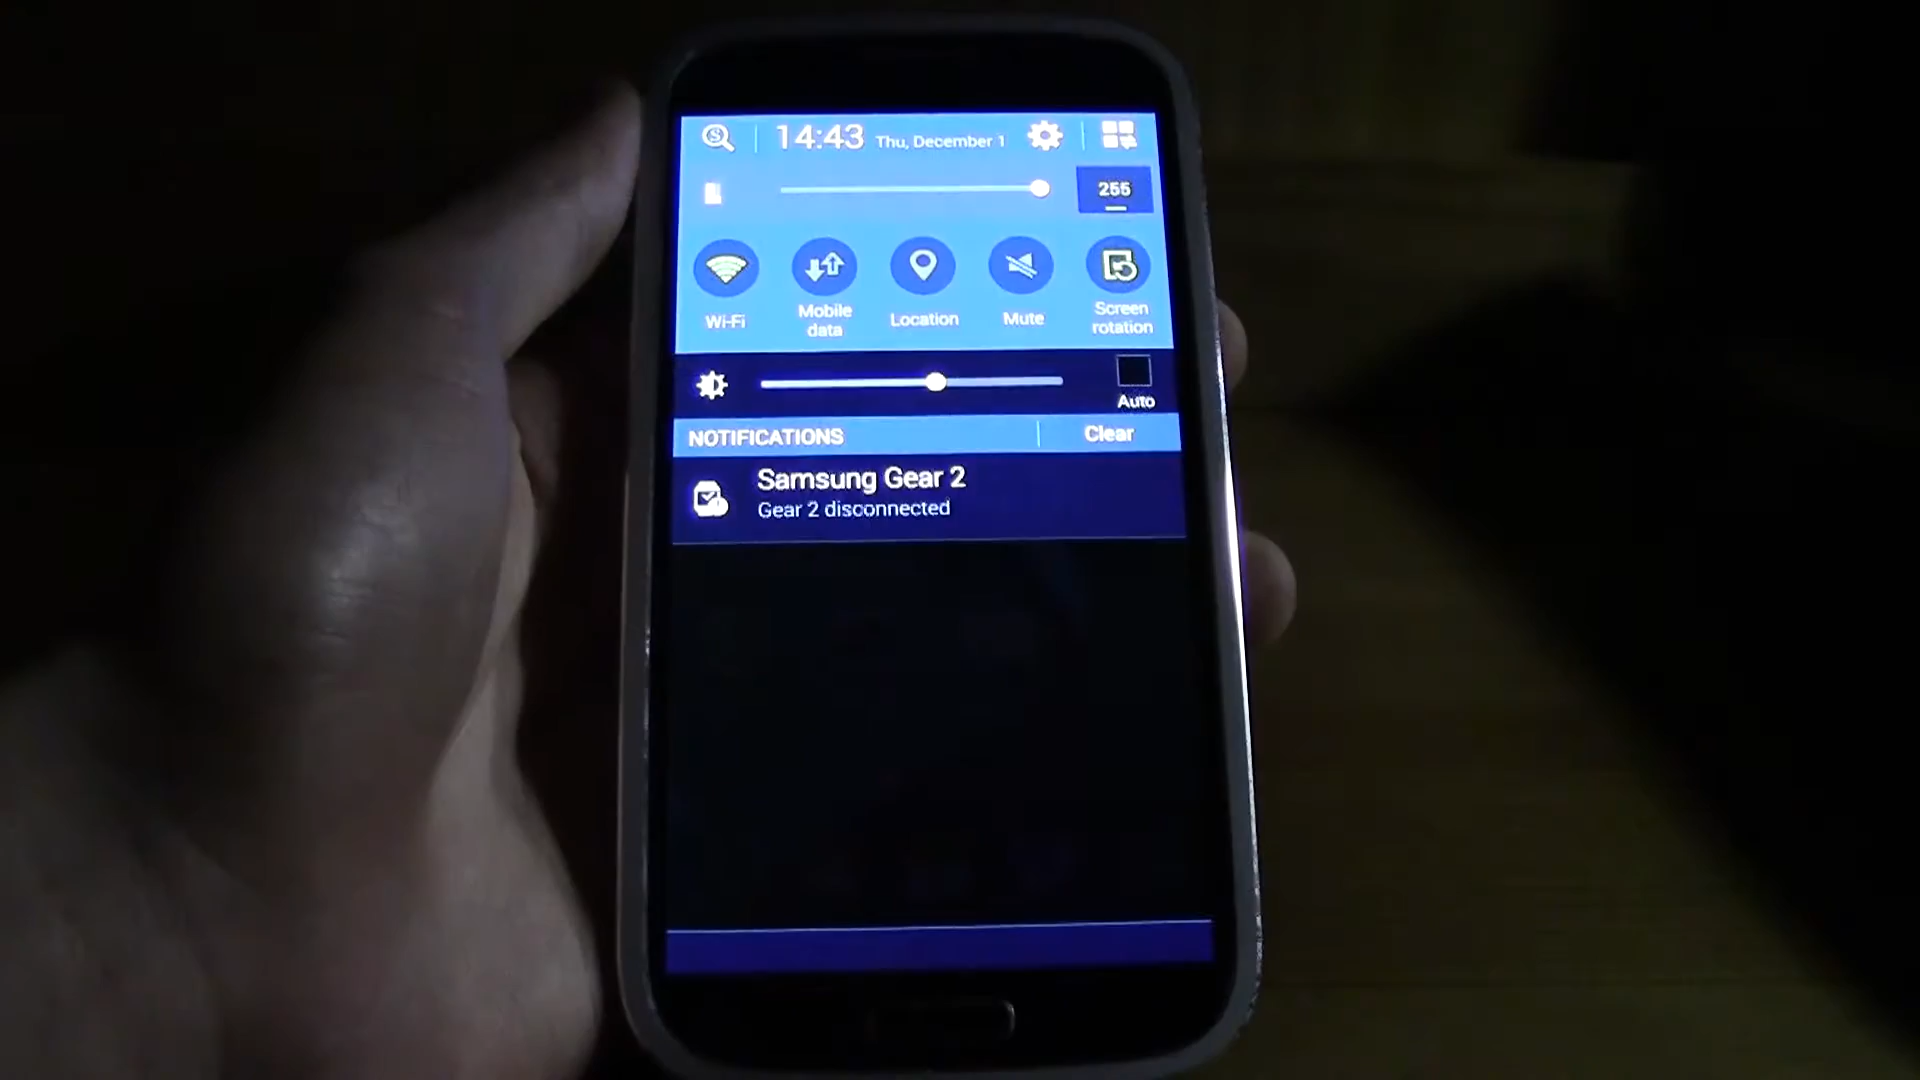 14:43 Thu, December 1
255
Wi-Fi
Mobile
data
Location
Mute
Screen
rotation
Auto
NOTIFICATIONS
Clear
Samsung Gear 2
Gear 2 disconnected